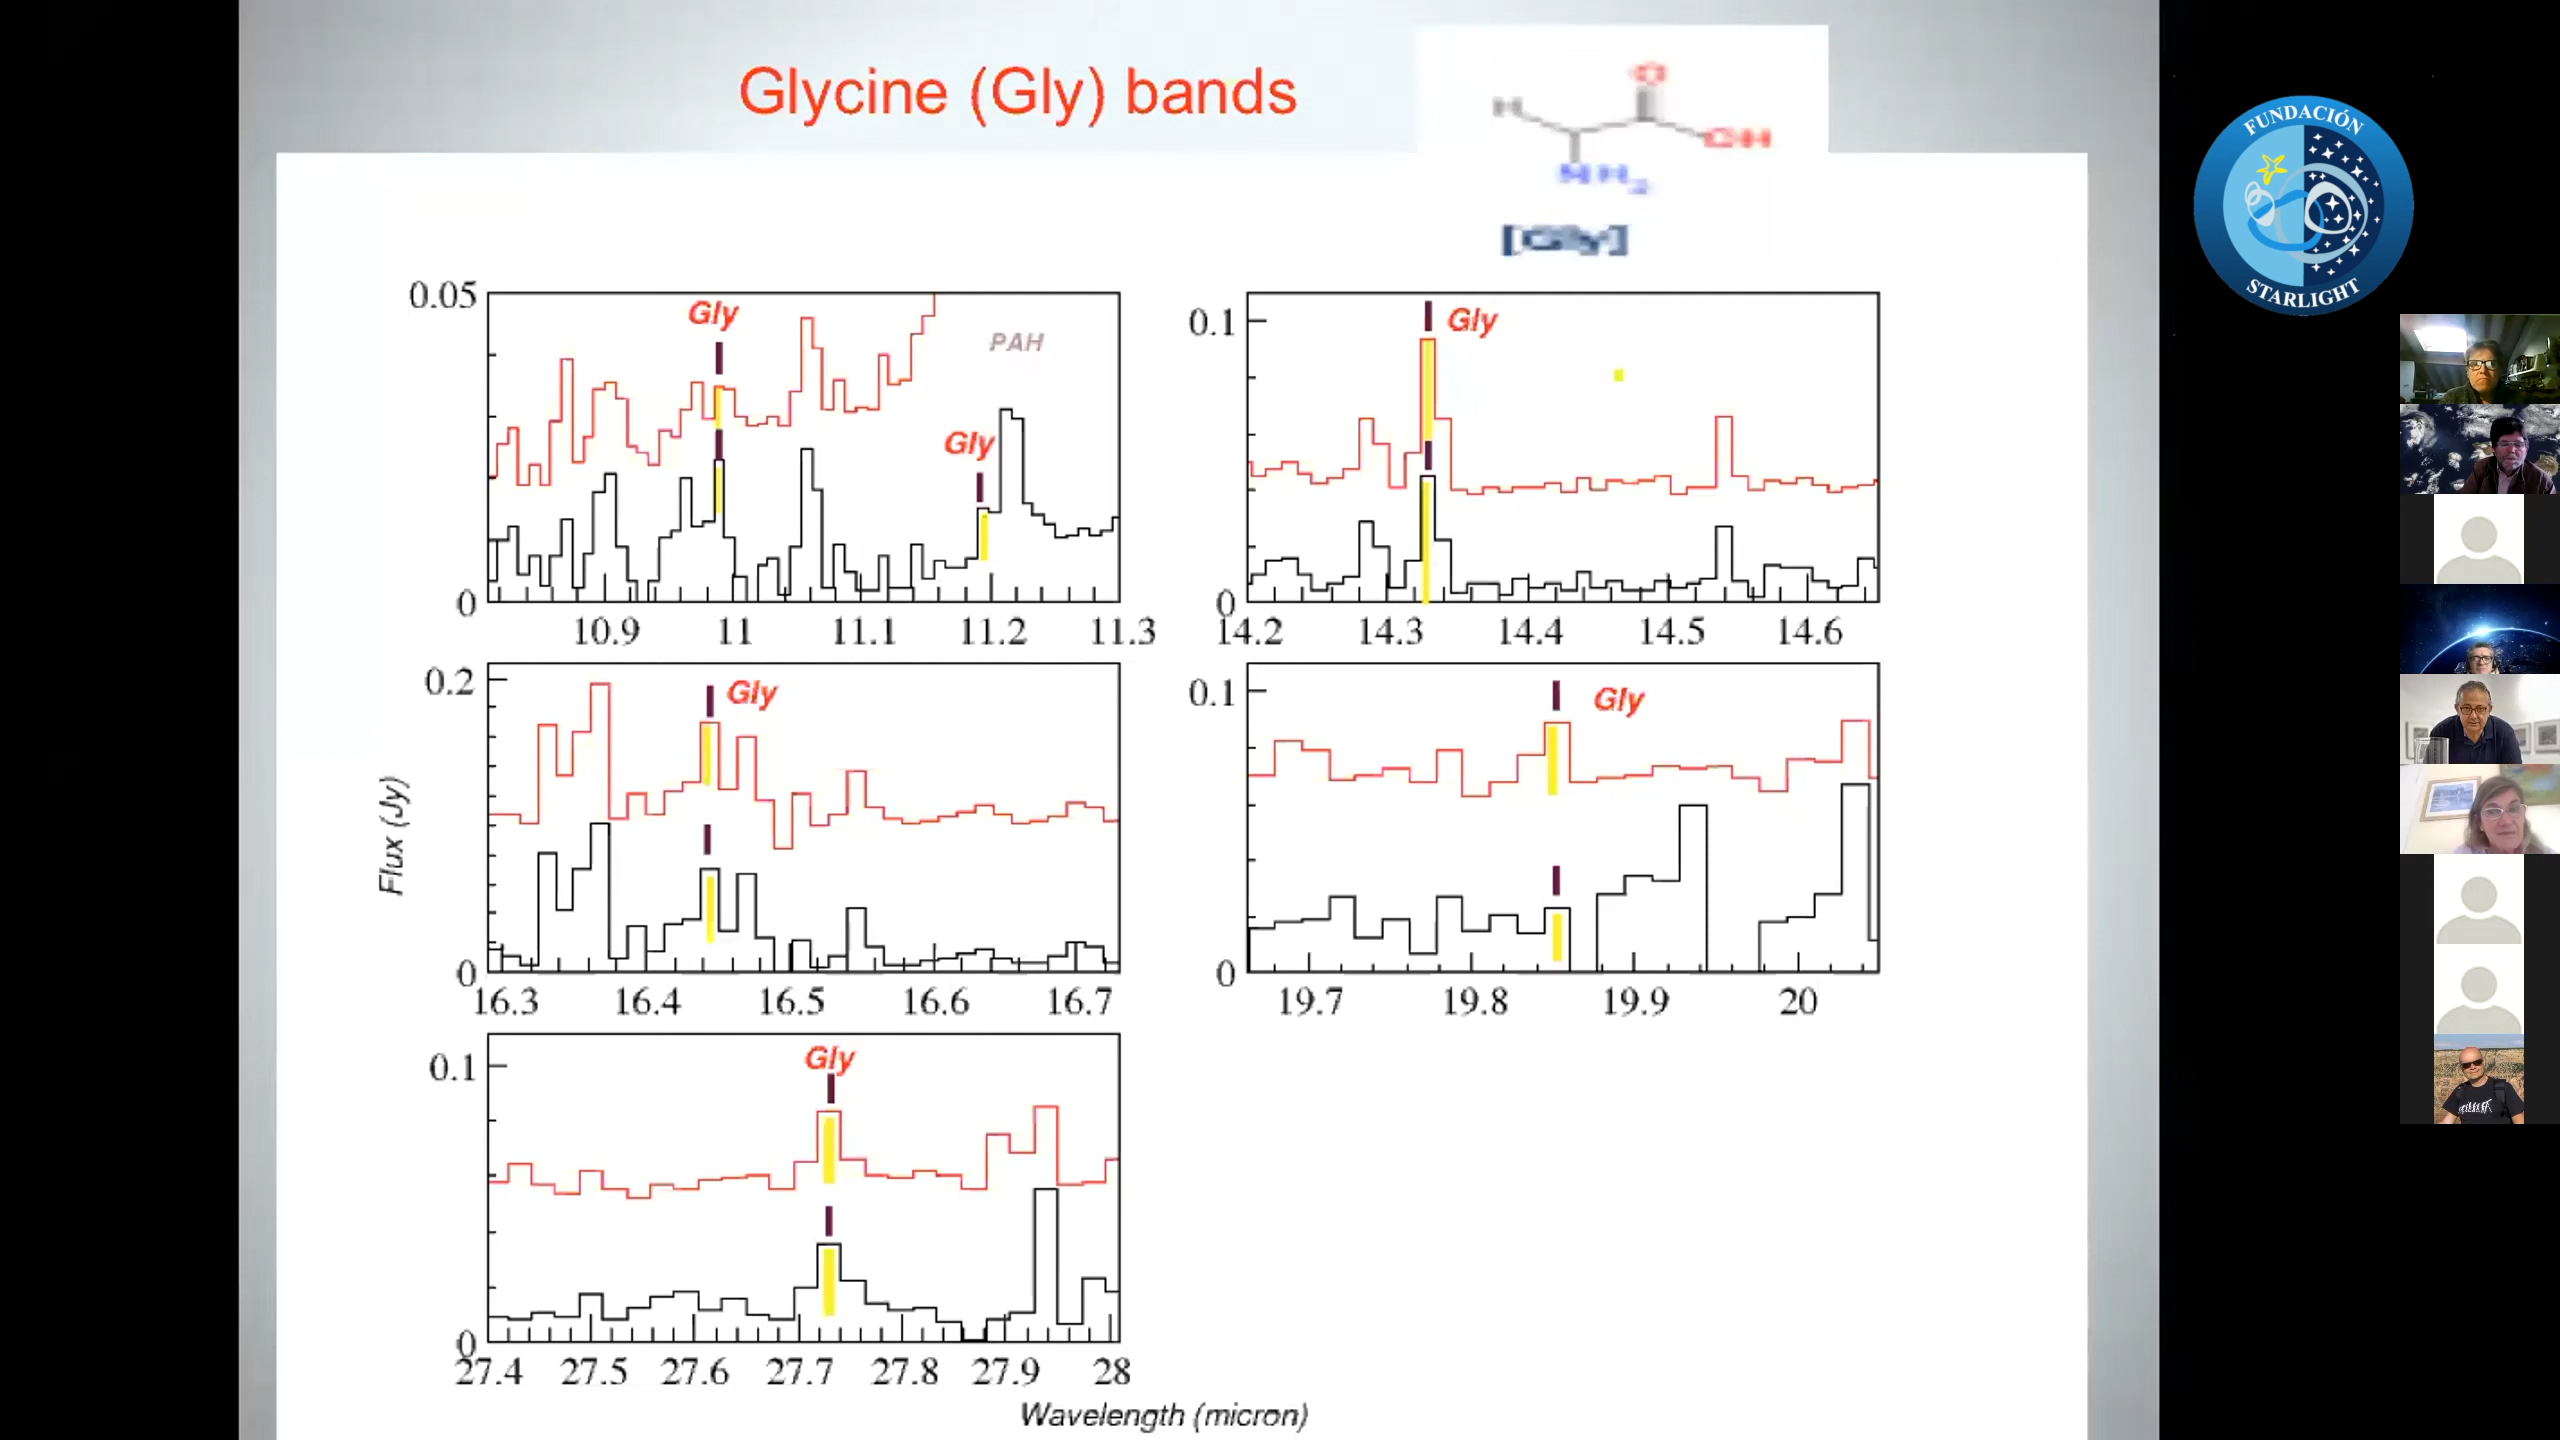 Glycine (Gly) bands
O
H
OH
NH2
[Gly]
FUNDACIÓN
STARLIGHT
0.05
Gly
PAH
Gly
0
10.9 11 11.1 11.2 11.3
0.1
Gly
0
14.2 14.3 14.4 14.5 14.6
0.2
Gly
0
16.3 16.4 16.5 16.6 16.7
0.1
Gly
0
19.7 19.8 19.9 20
Flux (Jy)
0.1
Gly
0
27.4 27.5 27.6 27.7 27.8 27.9 28
Wavelength (micron)